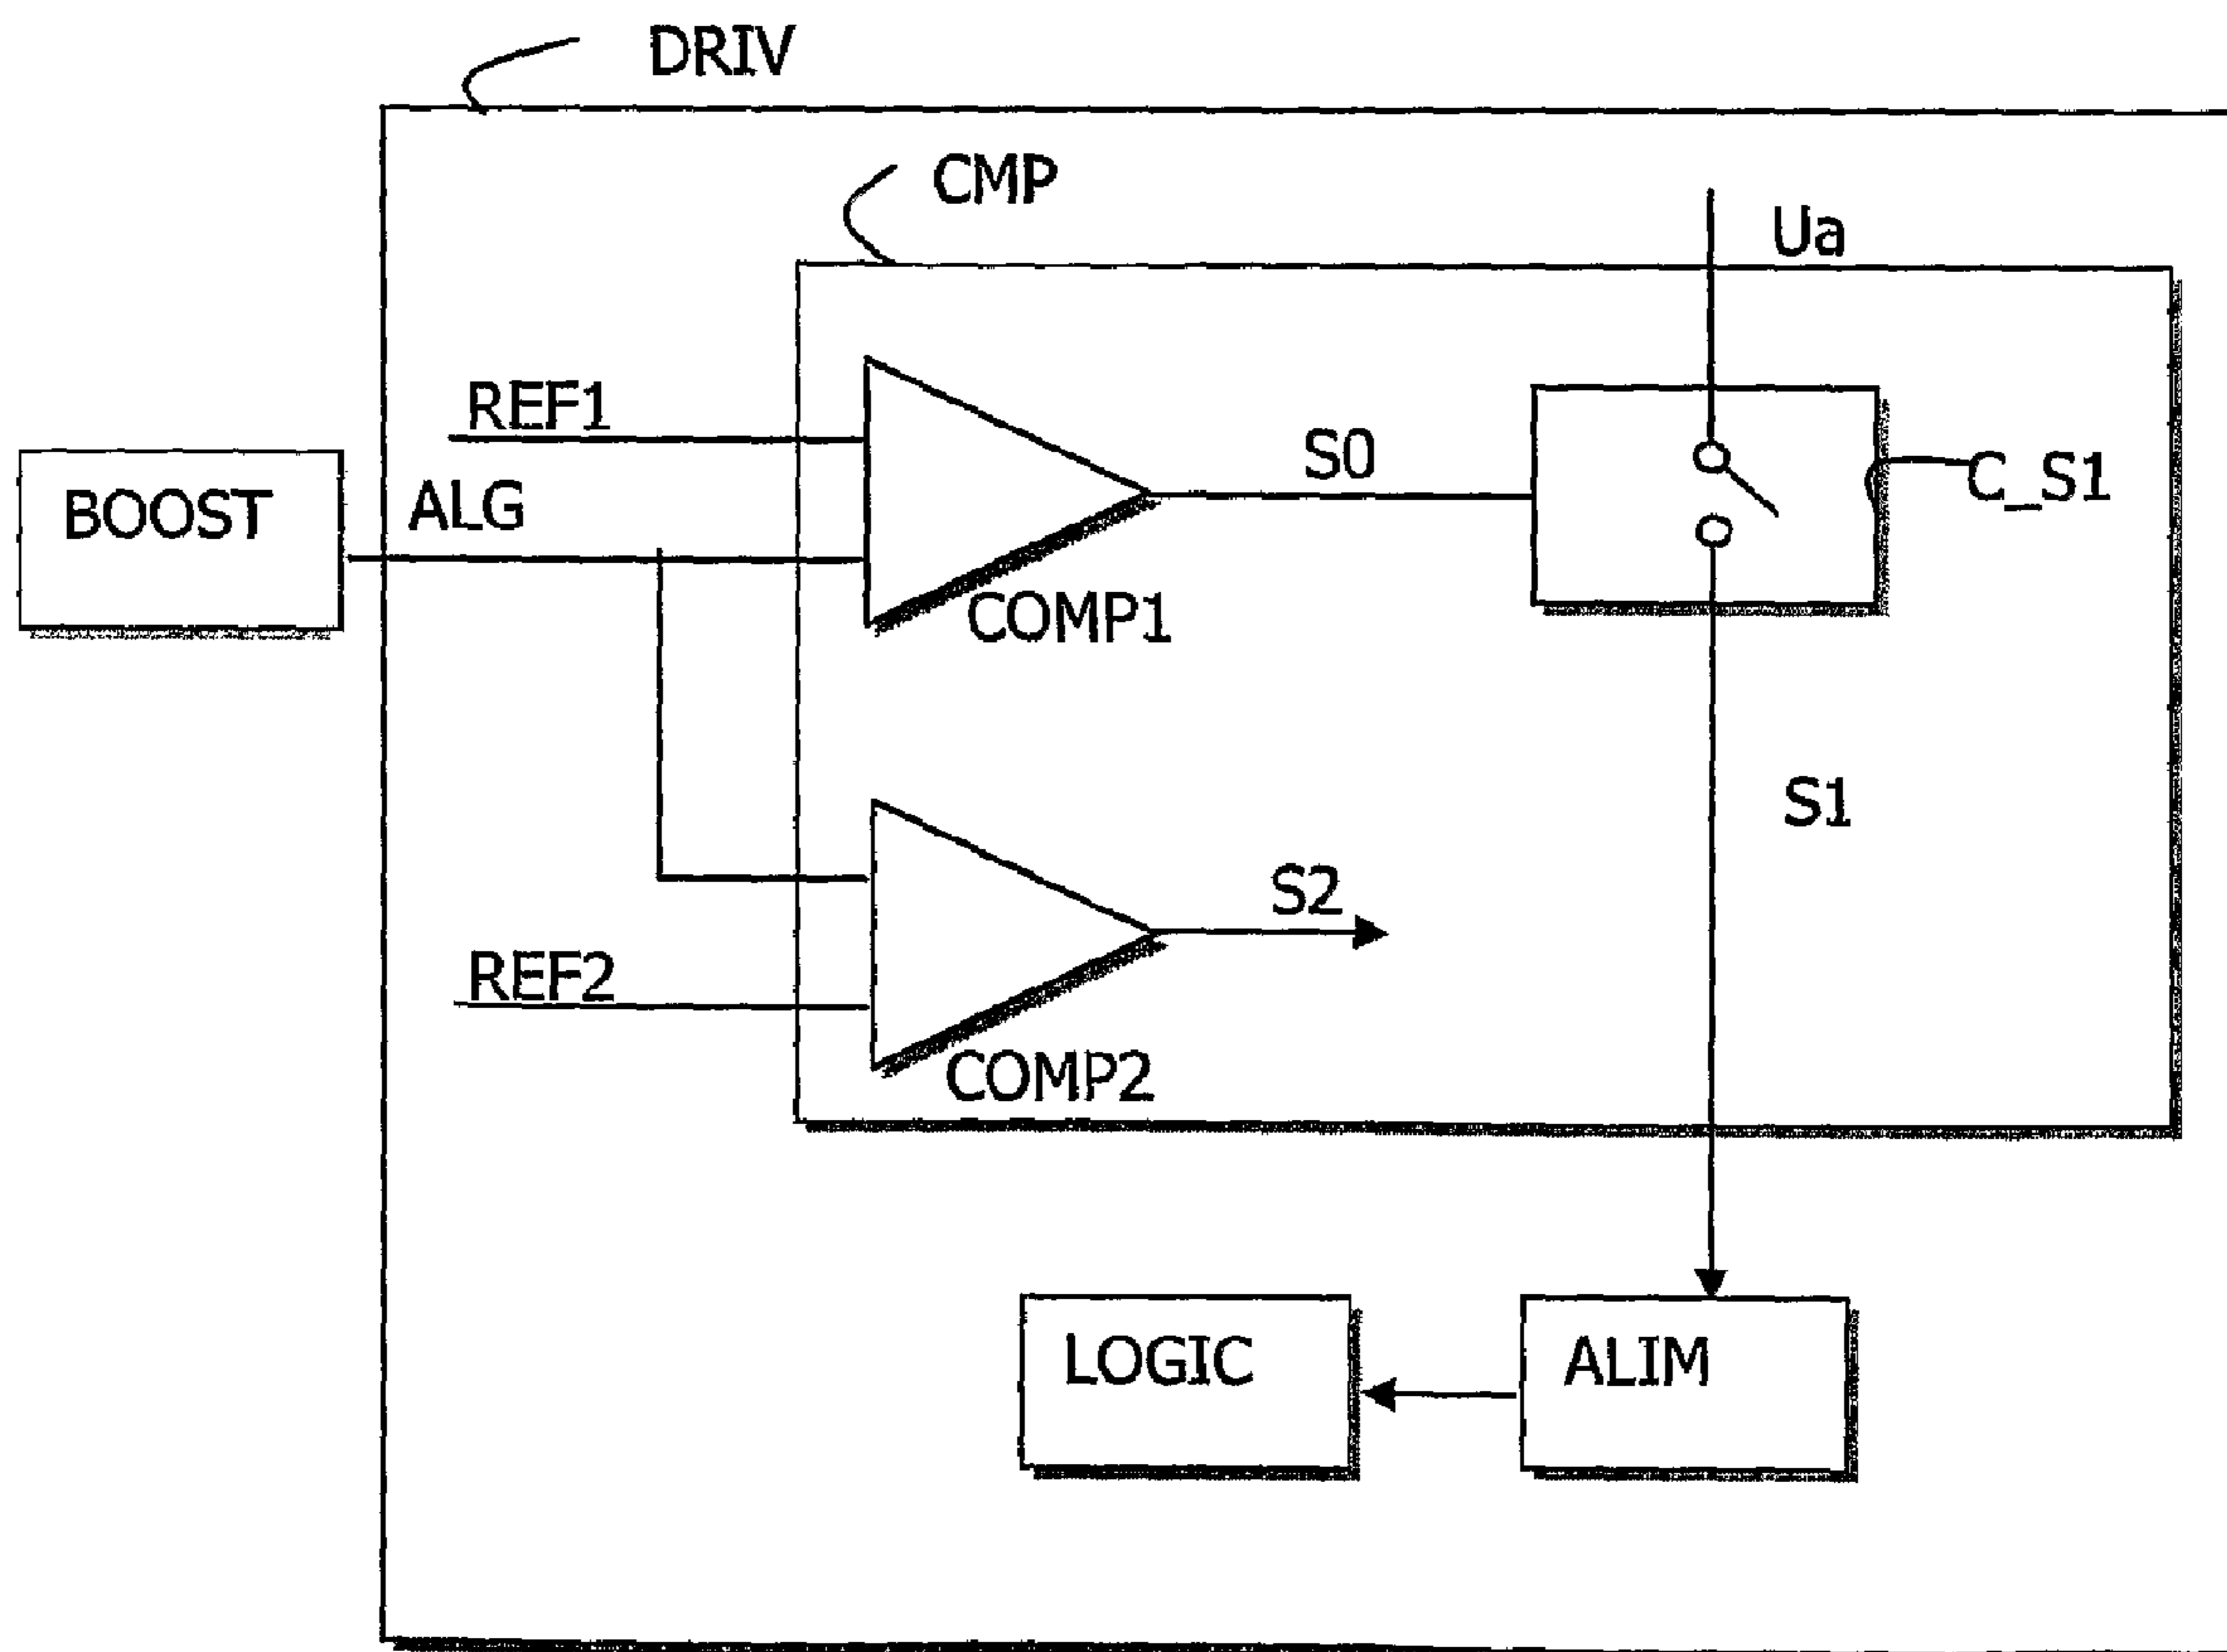 DRIV
CMP
Ua
REF1
S0
C_S1
BOOST
ALG
COMP1
S1
S2
REF2
COMP2
LOGIC
ALIM